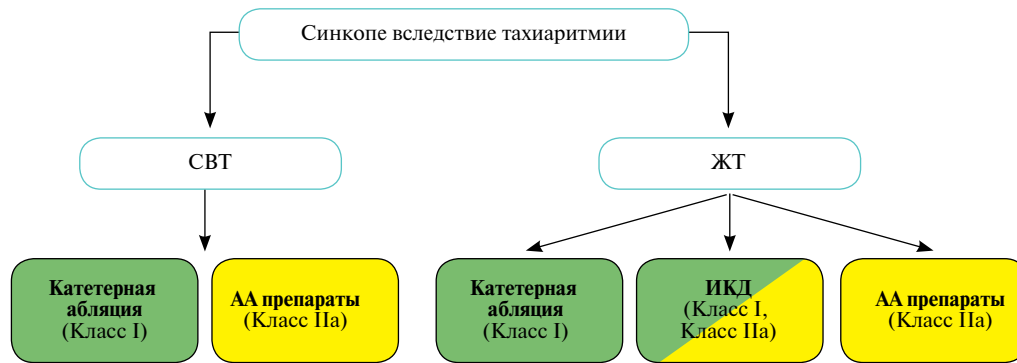 Синкопе вследствие тахиаритмии
СВТ
ЖТ
Катетерная
абляция
(Класс I)
АА препараты
(Класс IIa)
Катетерная
абляция
(Класс I)
ИКД
(Класс I,
Класс IIa)
АА препараты
(Класс IIa)